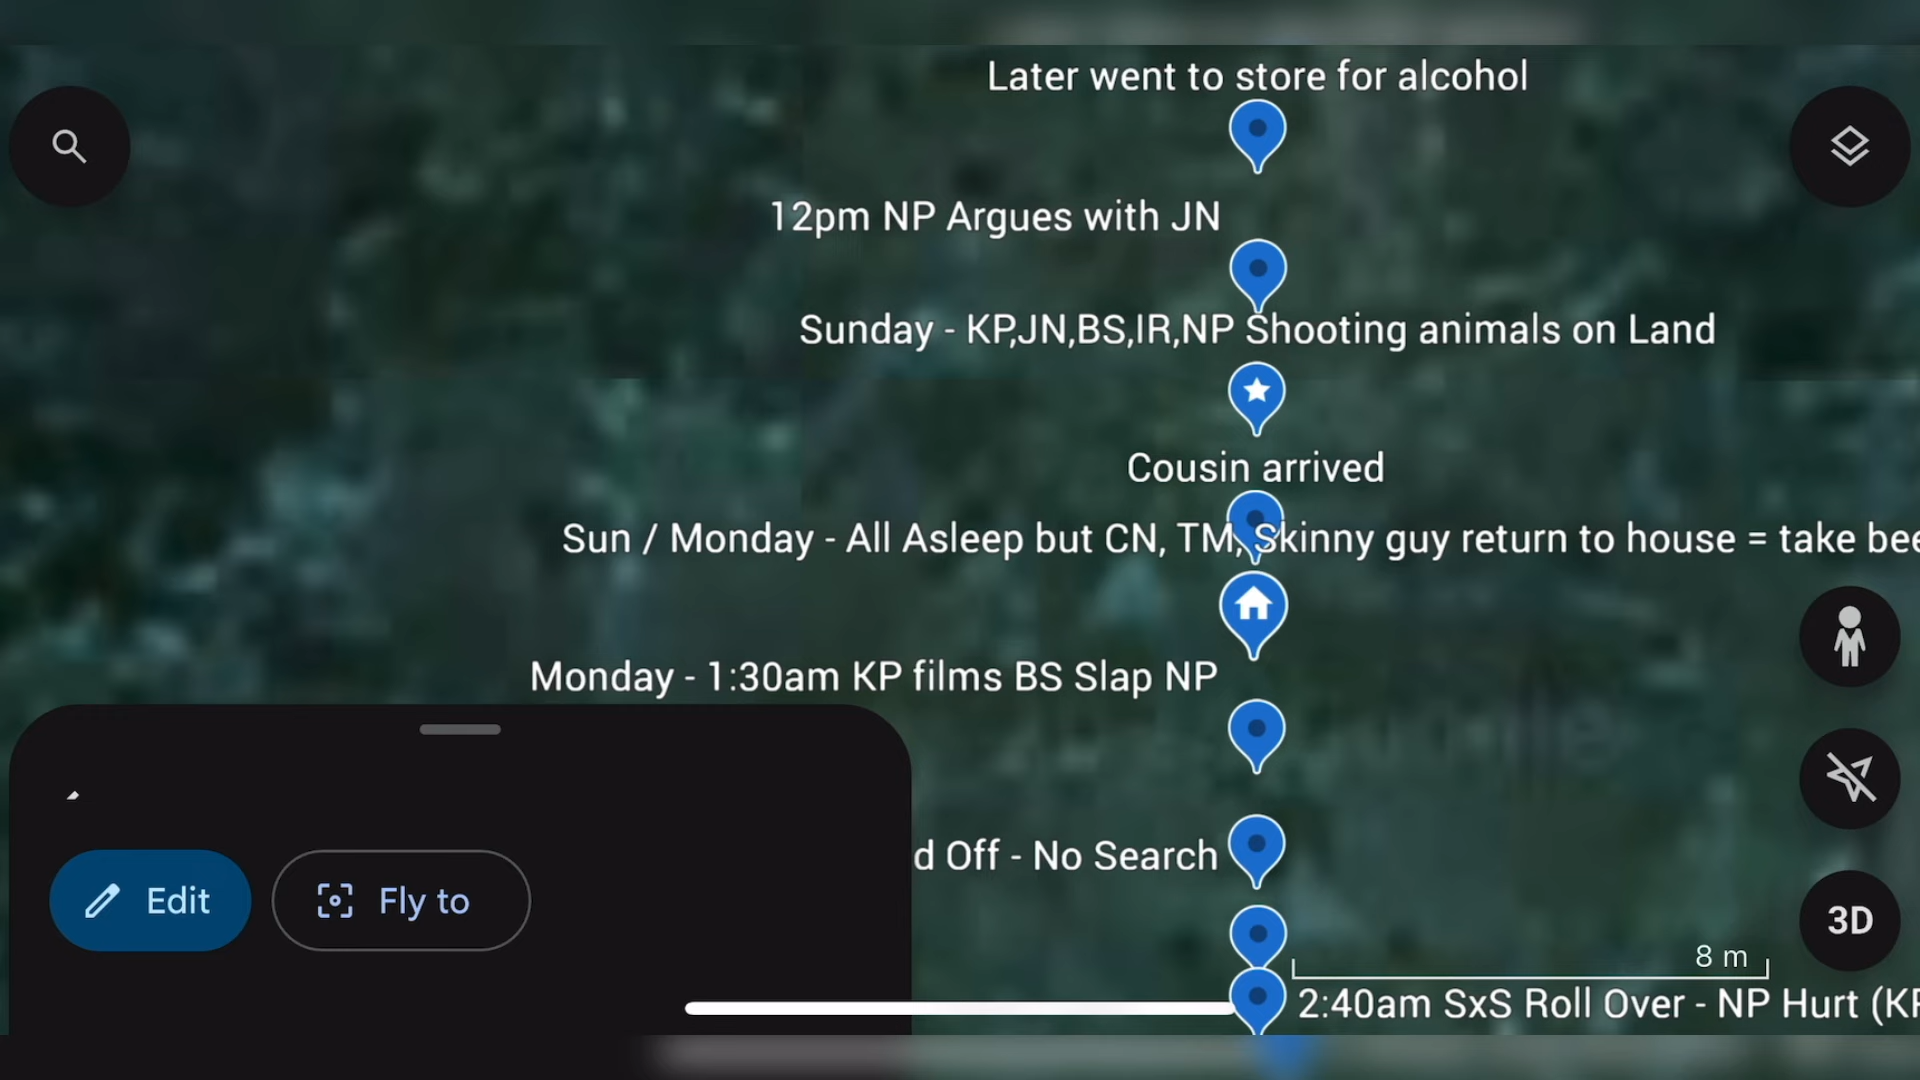 Later went to store for alcohol
12pm NP Argues with JN
Sunday - KP,JN,BS,IR,NP Shooting animals on Land
Cousin arrived
Sun / Monday - All Asleep but CN, TM, Skinny guy return to house = take
Monday - 1:30am KP films BS Slap NP
Off - No Search
Edit
Fly to
3D
8 m
2:40am SxS Roll Over - NP Hurt